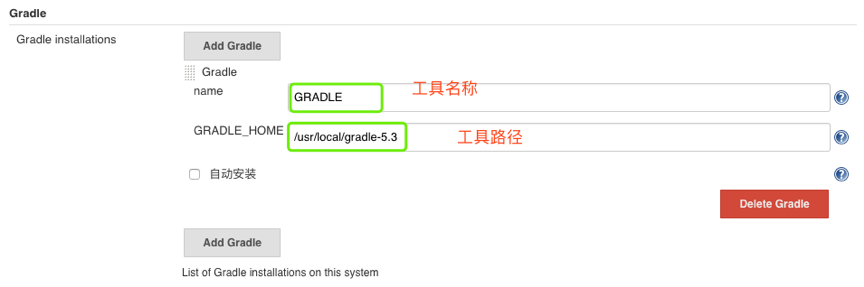 Gradle
Gradle installations
Add Gradle
Gradle
name
GRADLE
工具名称
GRADLE_HOME
/usr/local/gradle-5.3
工具路径
自动安装
Delete Gradle
Add Gradle
List of Gradle installations on this system